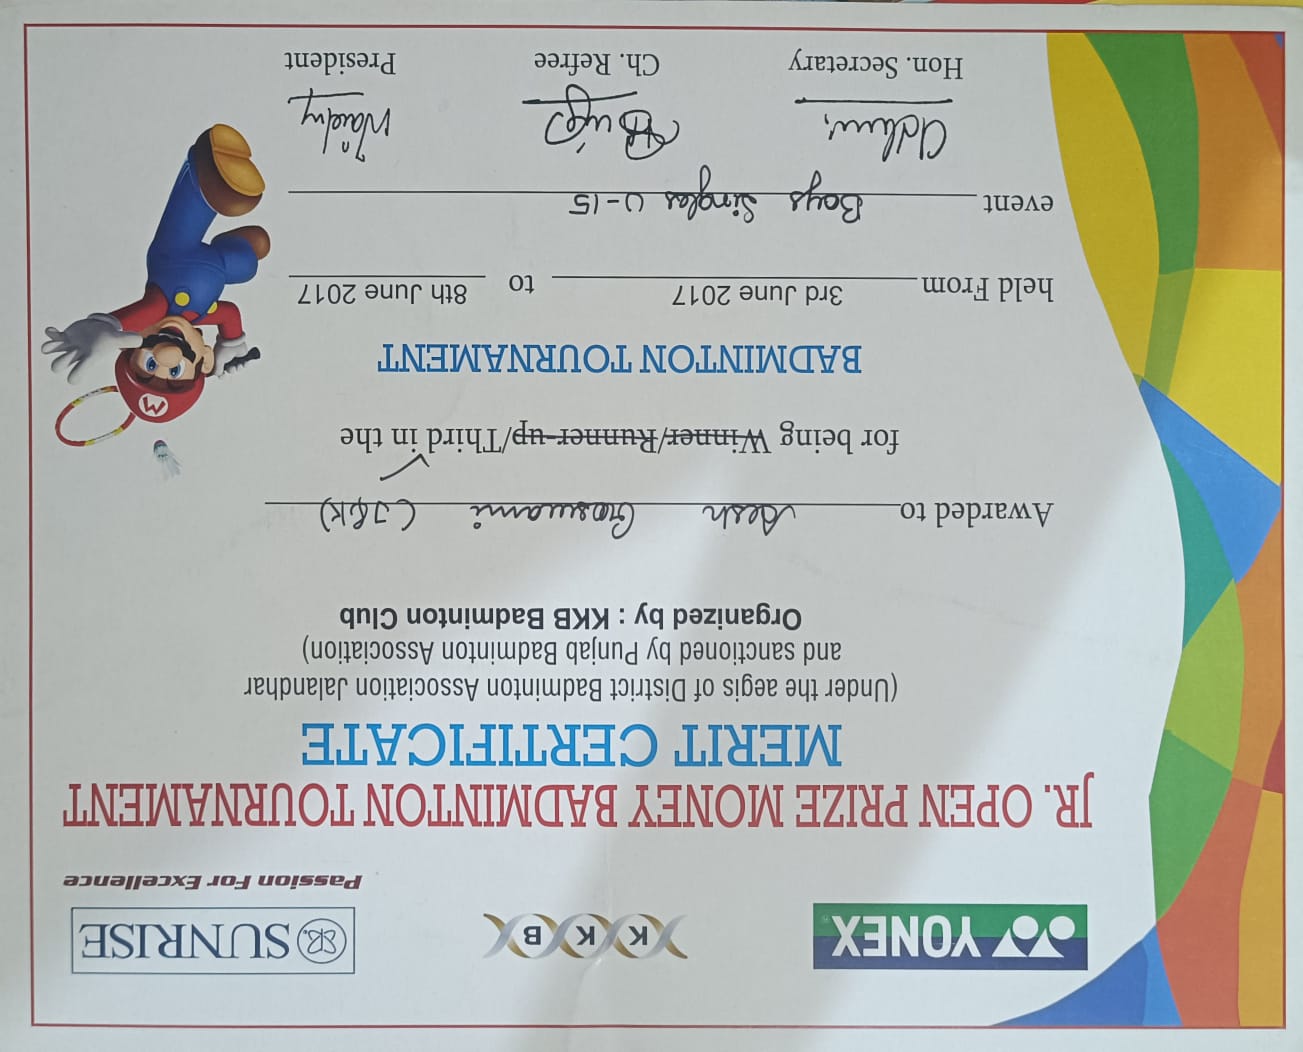 YONEX
K K B
SUNRISE
Passion For Excellence
JR. OPEN PRIZE MONEY BADMINTON TOURNAMENT
MERIT CERTIFICATE
(Under the aegis of District Badminton Association Jalandhar
and sanctioned by Punjab Badminton Association)
Organized by : KKB Badminton Club
Awarded to Goswami (J&K)
for being Winner/Runner-up/Third in the
BADMINTON TOURNAMENT
held From 3rd June 2017 to 8th June 2017
event Boys Singles U-15
Hon. Secretary Ch. Refree President